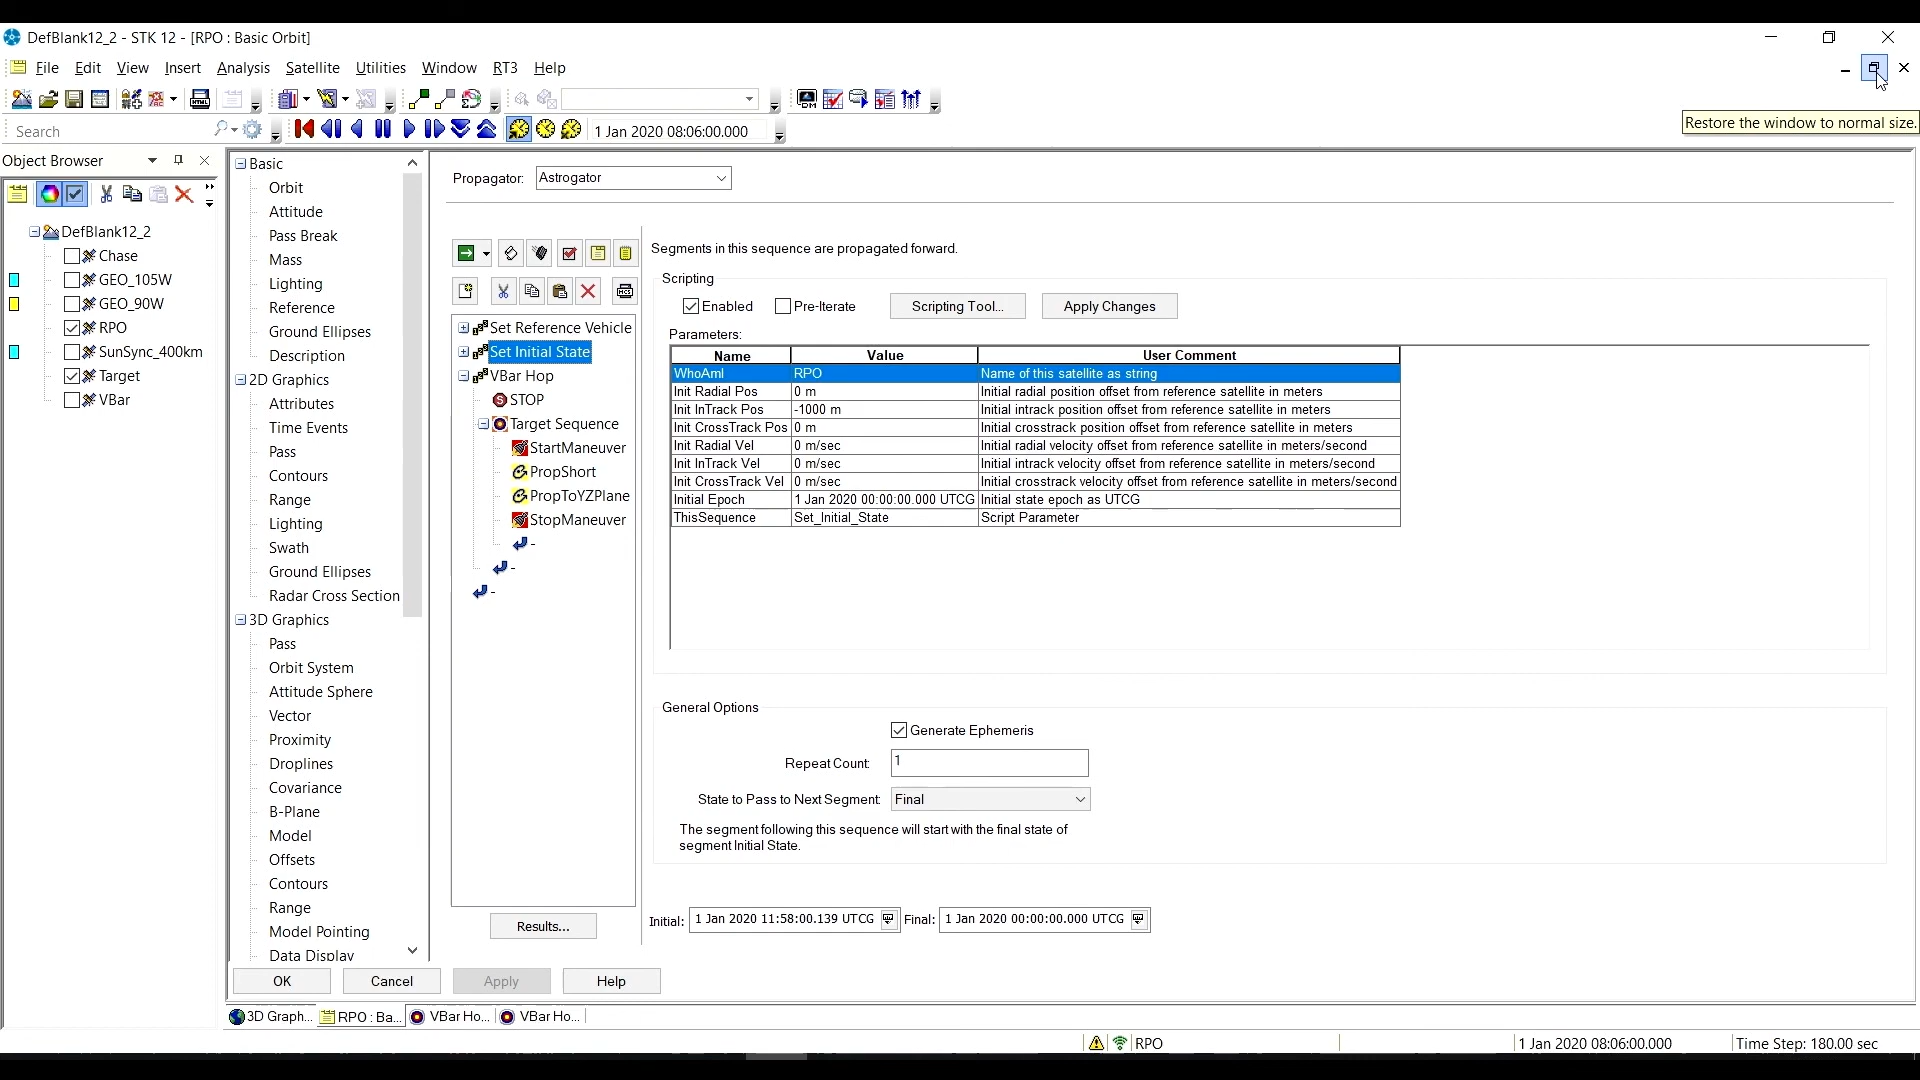 DefBlank12_2 - STK 12 - [RPO : Basic Orbit]
File Edit View Insert Analysis Satellite Utilities Window RT3 Help
Restore the window to normal size.
Search
1 Jan 2020 08:06:00.000
Object Browser
DefBlank12_2
Chase
GEO_105W
GEO_90W
RPO
SunSync_400km
Target
VBar
Basic
Orbit
Attitude
Pass Break
Mass
Lighting
Reference
Ground Ellipses
Description
2D Graphics
Attributes
Time Events
Pass
Contours
Range
Lighting
Swath
Ground Ellipses
Radar Cross Section
3D Graphics
Pass
Orbit System
Attitude Sphere
Vector
Proximity
Droplines
Covariance
B-Plane
Model
Offsets
Contours
Range
Model Pointing
Data Display
Propagator: Astrogator
MCS
Set Reference Vehicle
Set Initial State
VBar Hop
STOP
Target Sequence
StartManeuver
PropShort
PropToYZPlane
StopManeuver
-
-
-
Results...
Segments in this sequence are propagated forward.
Scripting
Enabled Pre-Iterate Scripting Tool... Apply Changes
Parameters:
Name Value User Comment
WhoAmI RPO Name of this satellite as string
Init Radial Pos 0 m Initial radial position offset from reference satellite in meters
Init InTrack Pos -1000 m Initial intrack position offset from reference satellite in meters
Init CrossTrack Pos 0 m Initial crosstrack position offset from reference satellite in meters
Init Radial Vel 0 m/sec Initial radial velocity offset from reference satellite in meters/second
Init InTrack Vel 0 m/sec Initial intrack velocity offset from reference satellite in meters/second
Init CrossTrack Vel 0 m/sec Initial crosstrack velocity offset from reference satellite in meters/second
Initial Epoch 1 Jan 2020 00:00:00.000 UTCG Initial state epoch as UTCG
ThisSequence Set_Initial_State Script Parameter
General Options
Generate Ephemeris
Repeat Count: 1
State to Pass to Next Segment: Final
The segment following this sequence will start with the final state of
segment Initial State.
Initial: 1 Jan 2020 11:58:00.139 UTCG Final: 1 Jan 2020 00:00:00.000 UTCG
OK Cancel Apply Help
3D Graph... RPO : Ba... VBar Ho... VBar Ho...
RPO 1 Jan 2020 08:06:00.000 Time Step: 180.00 sec